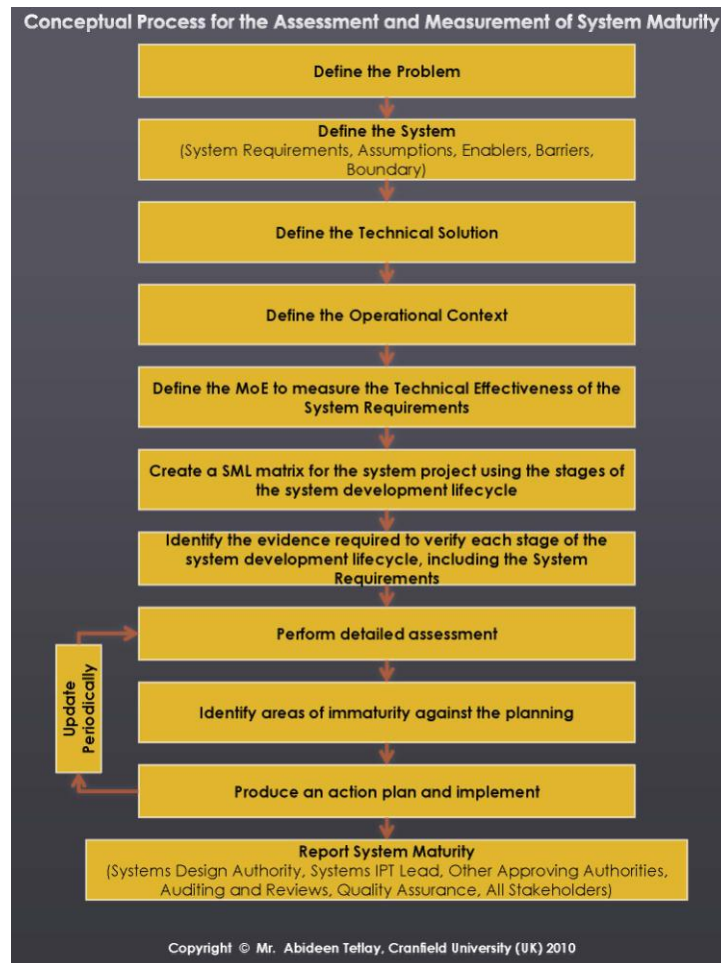 Conceptual Process for the Assessment and Measurement of System Maturity
Define the Problem
Define the System
(System Requirements, Assumptions, Enablers, Barriers,
Boundary)
Define the Technical Solution
Define the Operational Context
Define the MoE to measure the Technical Effectiveness of the
System Requirements
Create a SML matrix for the system project using the stages of
the system development lifecycle
Identify the evidence required to verify each stage of the
system development lifecycle, including the System
Requirements
Perform detailed assessment
Update
Periodically
Identify areas of immaturity against the planning
Produce an action plan and implement
Report System Maturity
(Systems Design Authority, Systems IPT Lead, Other Approving Authorities,
Auditing and Reviews, Quality Assurance, All Stakeholders)
Copyright © Mr. Abideen Tetlay, Cranfield University (UK) 2010